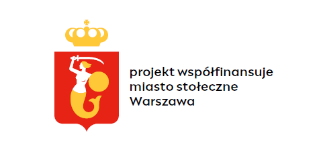 projekt współfinansuje
miasto stołeczne
Warszawa